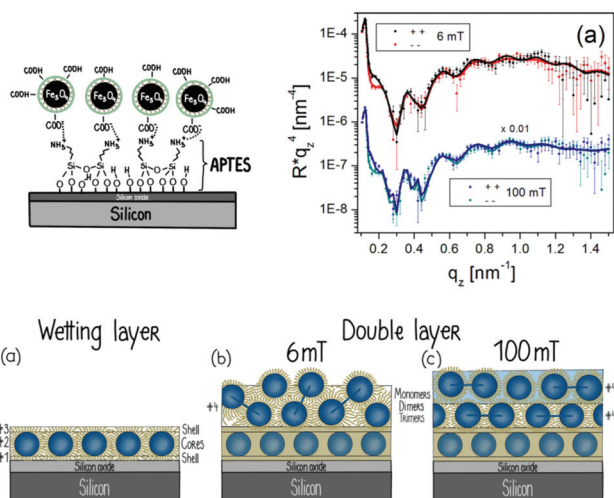 COOH COOH COOH COOH
COOH COOH
Fe₃O₄ Fe₃O₄ Fe₃O₄ Fe₃O₄
COOH
COOH
COO⁻ COO⁻ COO⁻ COO⁻
NH₃⁺ NH₃⁺ NH₃⁺ NH₃⁺
Si Si Si Si
APTES
Silicon oxide
Silicon
(a)
++ 6 mT
--
x 0.01
++ 100 mT
--
1E-4
1E-5
1E-6
1E-7
1E-8
R*q_z^4 [nm⁻⁴]
0.2 0.4 0.6 0.8 1.0 1.2 1.4
q_z [nm⁻¹]
Wetting layer
Double layer
(a)
(b) 6mT
(c) 100mT
Monomers
Dimers
Trimers
#4
#3 Shell
#2 Cores
#1 Shell
Silicon oxide
Silicon
Silicon oxide
Silicon
Silicon oxide
Silicon